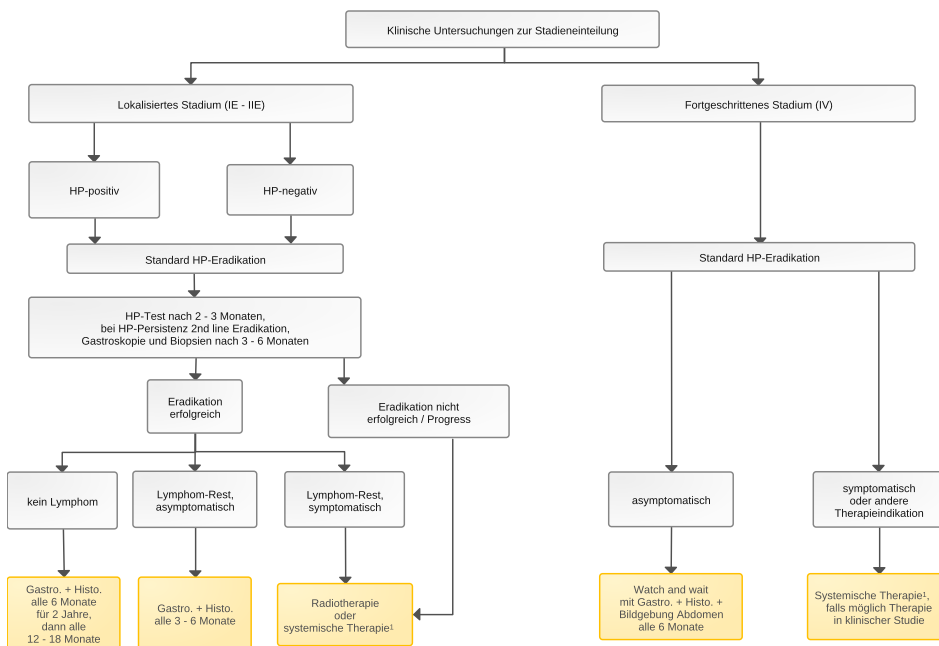 Klinische Untersuchungen zur Stadieneinteilung
Lokalisiertes Stadium (IE - IIE)
Fortgeschrittenes Stadium (IV)
HP-positiv
HP-negativ
Standard HP-Eradikation
Standard HP-Eradikation
HP-Test nach 2 - 3 Monaten,
bei HP-Persistenz 2nd line Eradikation,
Gastroskopie und Biopsien nach 3 - 6 Monaten
Eradikation
erfolgreich
Eradikation nicht
erfolgreich / Progress
kein Lymphom
Lymphom-Rest,
asymptomatisch
Lymphom-Rest,
symptomatisch
asymptomatisch
symptomatisch
oder andere
Therapieindikation
Gastro. + Histo.
alle 6 Monate
für 2 Jahre,
dann alle
12 - 18 Monate
Gastro. + Histo.
alle 3 - 6 Monate
Radiotherapie
oder
systemische Therapie¹
Watch and wait
mit Gastro. + Histo. +
Bildgebung Abdomen
alle 6 Monate
Systemische Therapie¹,
falls möglich Therapie
in klinischer Studie